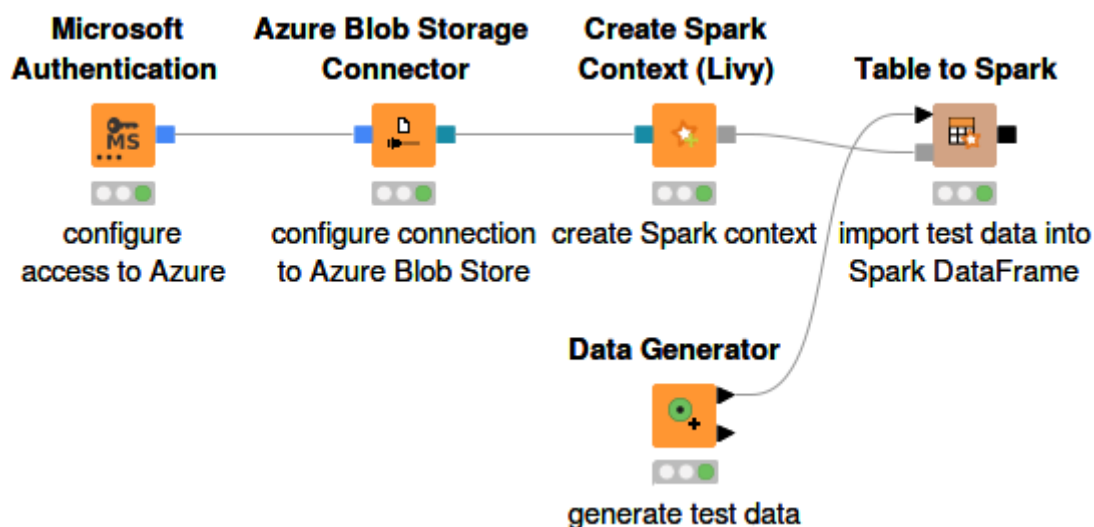 Microsoft
Authentication
Azure Blob Storage
Connector
Create Spark
Context (Livy)
Table to Spark
MS
configure
access to Azure
configure connection
to Azure Blob Store
create Spark context
import test data into
Spark DataFrame
Data Generator
generate test data